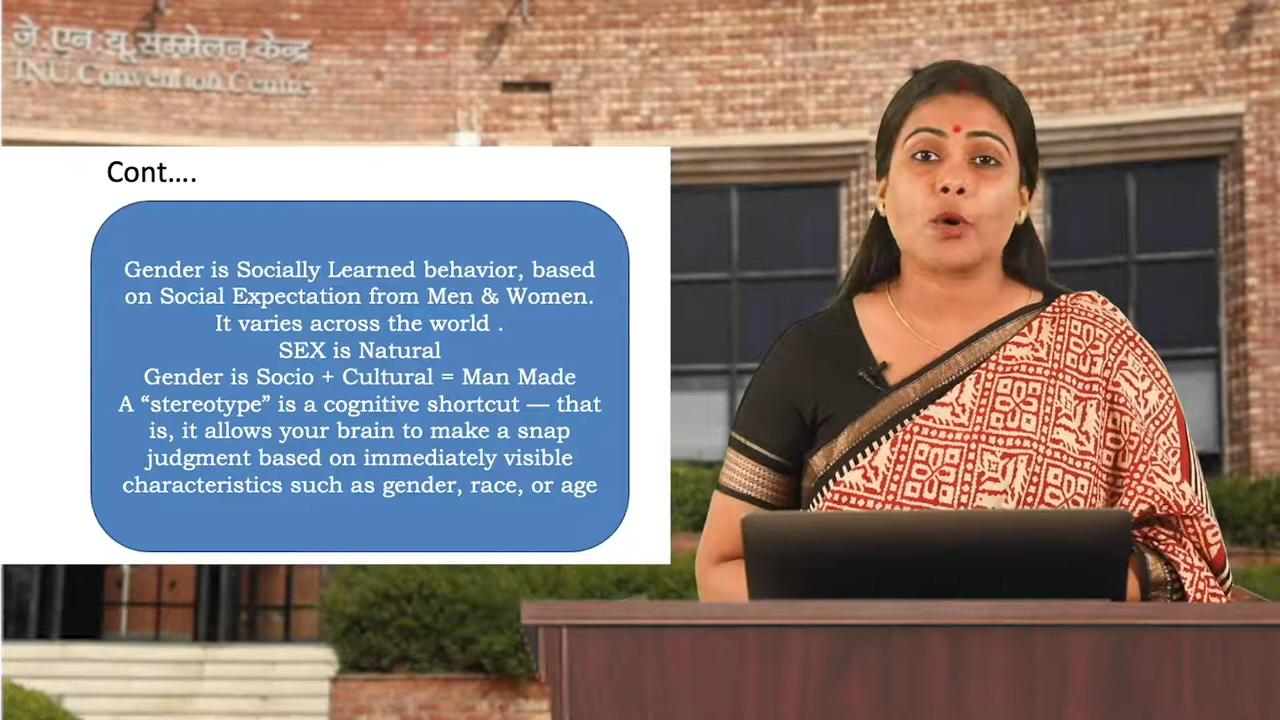 जे एन यू सम्मेलन केन्द्र
JNU Convention Centre
Cont....
Gender is Socially Learned behavior, based
on Social Expectation from Men & Women.
It varies across the world .
SEX is Natural
Gender is Socio + Cultural = Man Made
A “stereotype” is a cognitive shortcut — that
is, it allows your brain to make a snap
judgment based on immediately visible
characteristics such as gender, race, or age